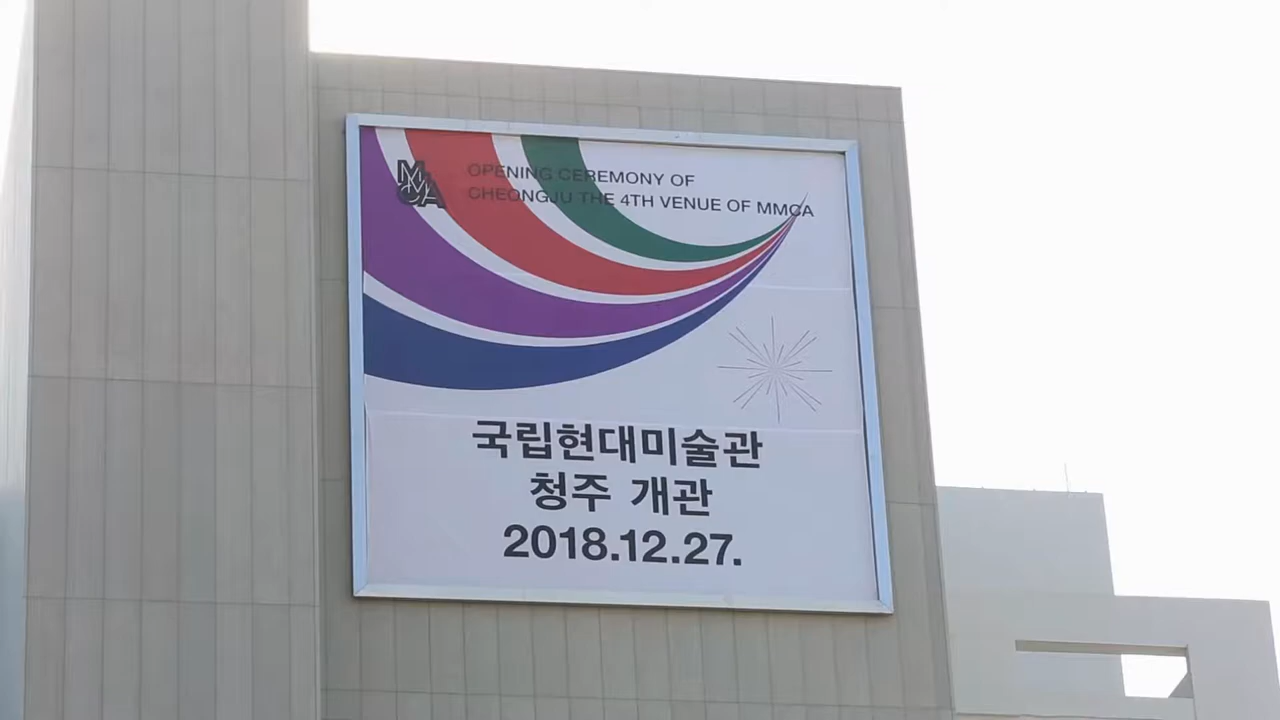 MMCA
OPENING CEREMONY OF
CHEONGJU THE 4TH VENUE OF MMCA
국립현대미술관
청주 개관
2018.12.27.